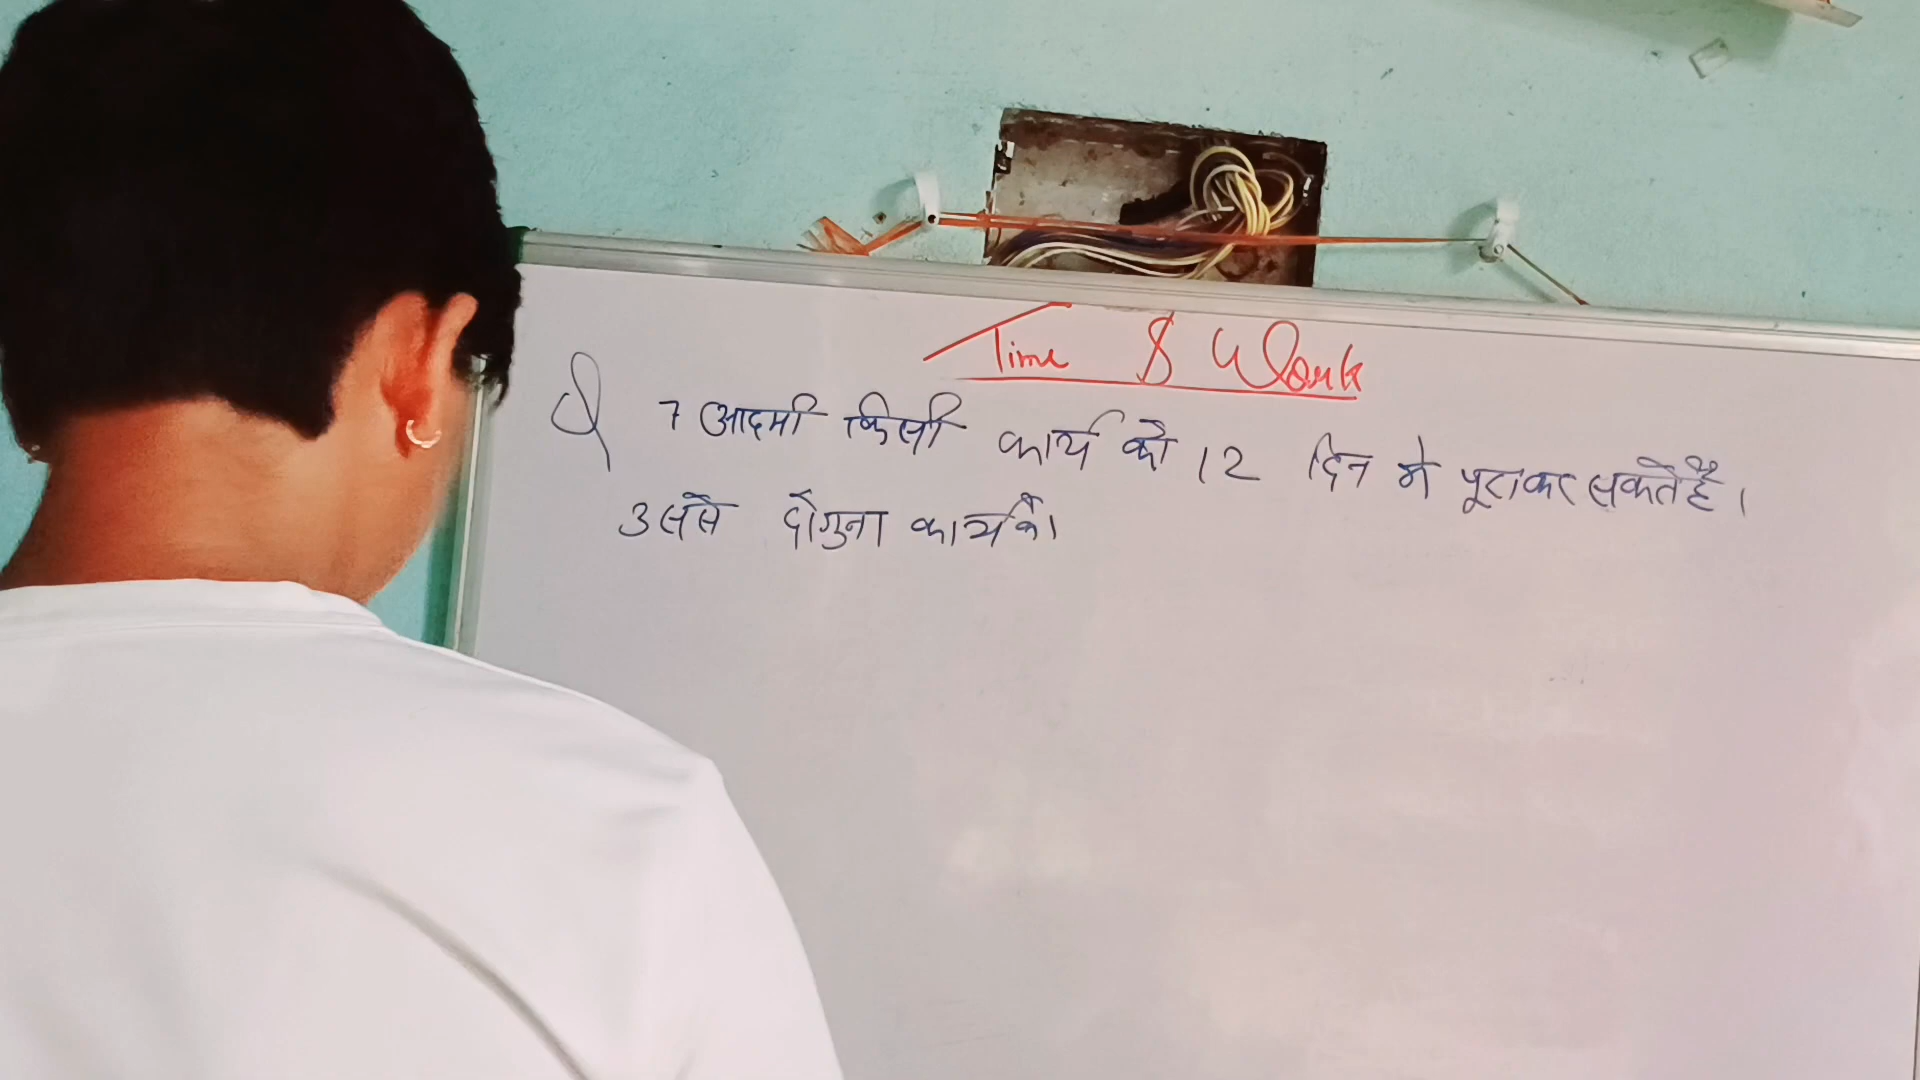 Time & Work
Q 7 आदमी किसी कार्य को 12 दिन मे पूरा कर सकते है।
उससे दोगुना कार्य को